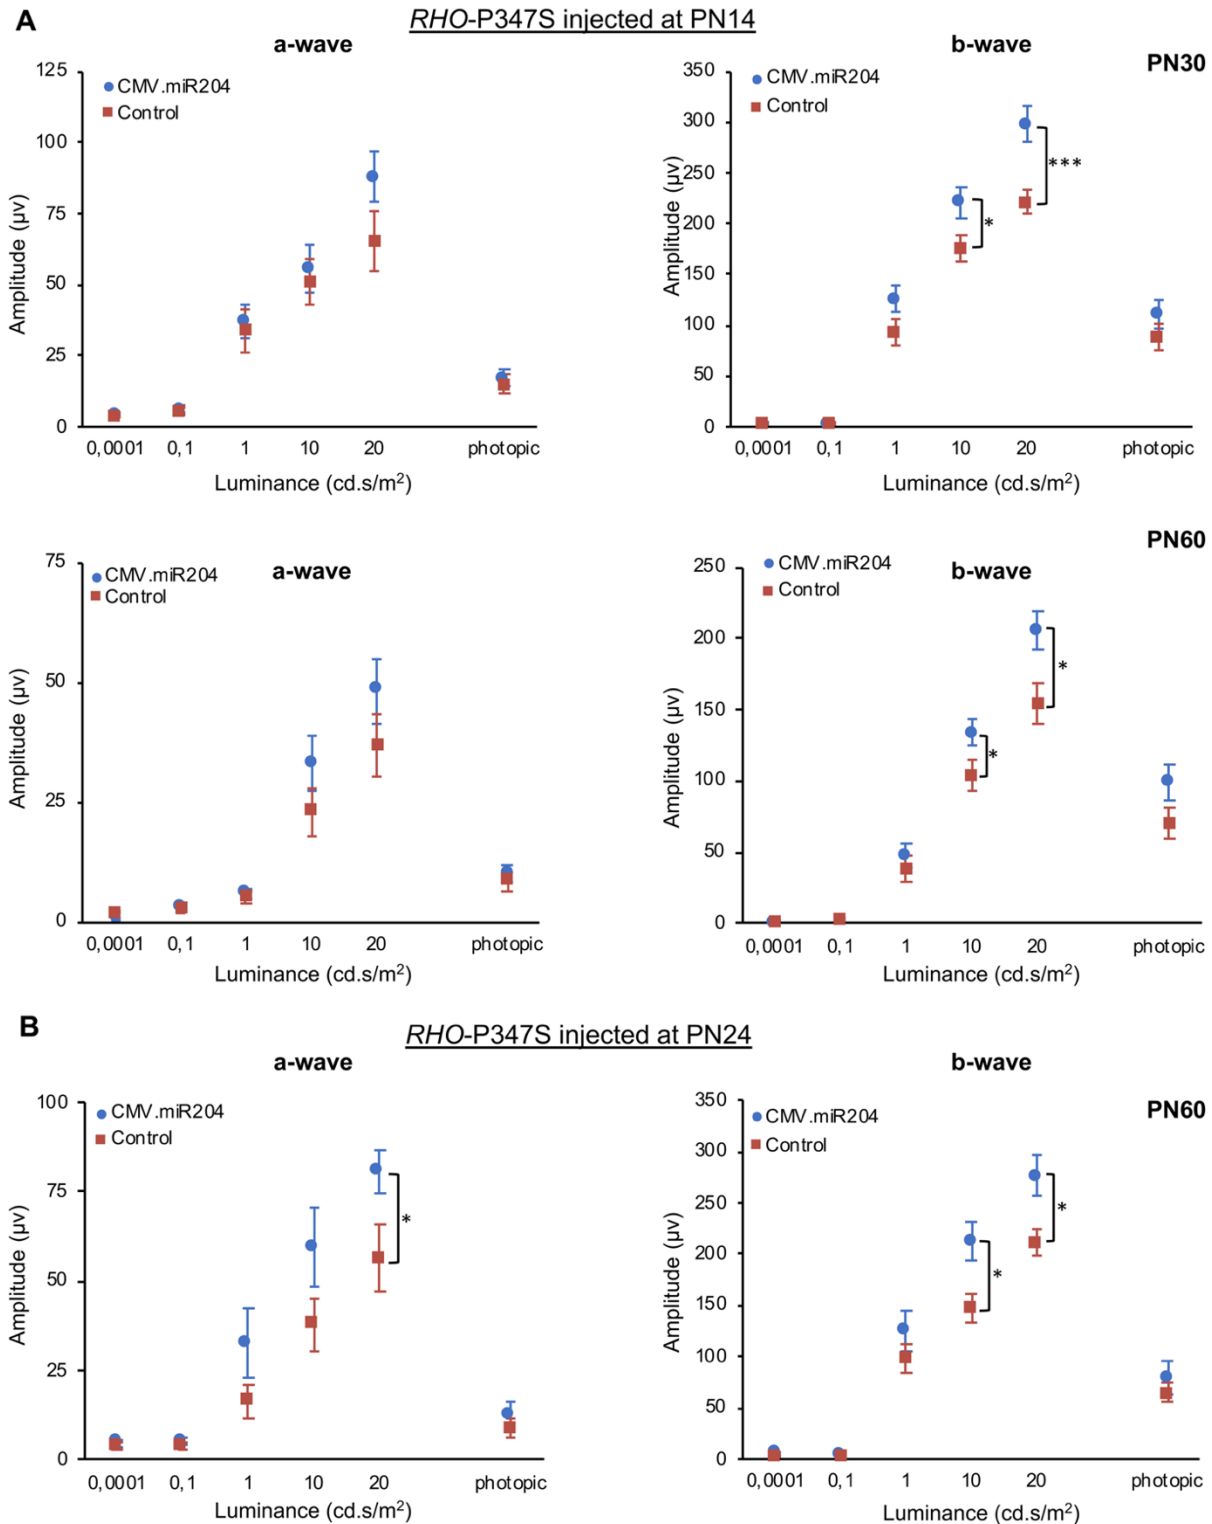 A
RHO-P347S injected at PN14
a-wave
b-wave
PN30
125
100
75
50
25
0
CMV.miR204
Control
Amplitude (μv)
0,0001 0,1 1 10 20 photopic
Luminance (cd.s/m²)
350
300
250
200
150
100
50
0
CMV.miR204
Control
Amplitude (μv)
*
***
0,0001 0,1 1 10 20 photopic
Luminance (cd.s/m²)
PN60
a-wave
b-wave
75
50
25
0
CMV.miR204
Control
Amplitude (μv)
0,0001 0,1 1 10 20 photopic
Luminance (cd.s/m²)
250
200
150
100
50
0
CMV.miR204
Control
Amplitude (μv)
*
*
0,0001 0,1 1 10 20 photopic
Luminance (cd.s/m²)
B
RHO-P347S injected at PN24
a-wave
b-wave
PN60
100
75
50
25
0
CMV.miR204
Control
Amplitude (μv)
*
0,0001 0,1 1 10 20 photopic
Luminance (cd.s/m²)
350
300
250
200
150
100
50
0
CMV.miR204
Control
Amplitude (μv)
*
*
0,0001 0,1 1 10 20 photopic
Luminance (cd.s/m²)